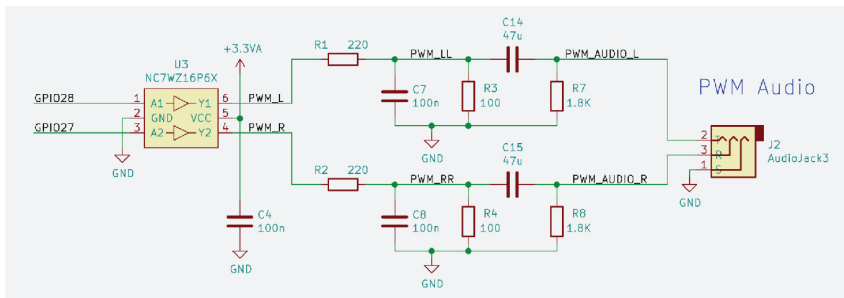 C14
47u
+3.3VA
R1 220
PWM_LL
PWM_AUDIO_L
U3
NC7WZ16P6X
C7
100n
R3
100
R7
1.8K
PWM Audio
GPIO28
1 A1 Y1 6
PWM_L
2 GND VCC 5
GPIO27
3 A2 Y2 4
PWM_R
GND
GND
C15
47u
2 T
3 R
1 S
J2
AudioJack3
R2 220
PWM_RR
PWM_AUDIO_R
GND
C4
100n
C8
100n
R4
100
R8
1.8K
GND
GND